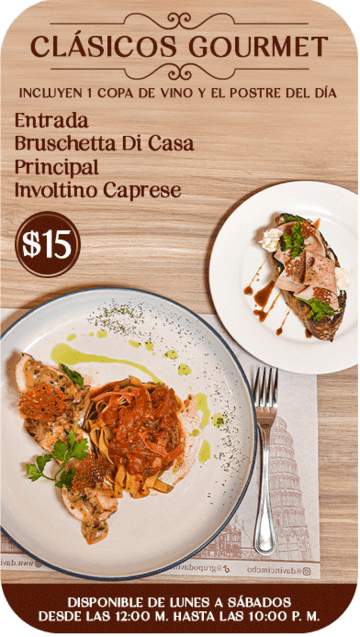 CLÁSICOS GOURMET
INCLUYEN 1 COPA DE VINO Y EL POSTRE DEL DÍA
Entrada
Bruschetta Di Casa
Principal
Involtino Caprese
$15
@grupodavincimcbo
DISPONIBLE DE LUNES A SÁBADOS
DESDE LAS 12:00 M. HASTA LAS 10:00 P. M.